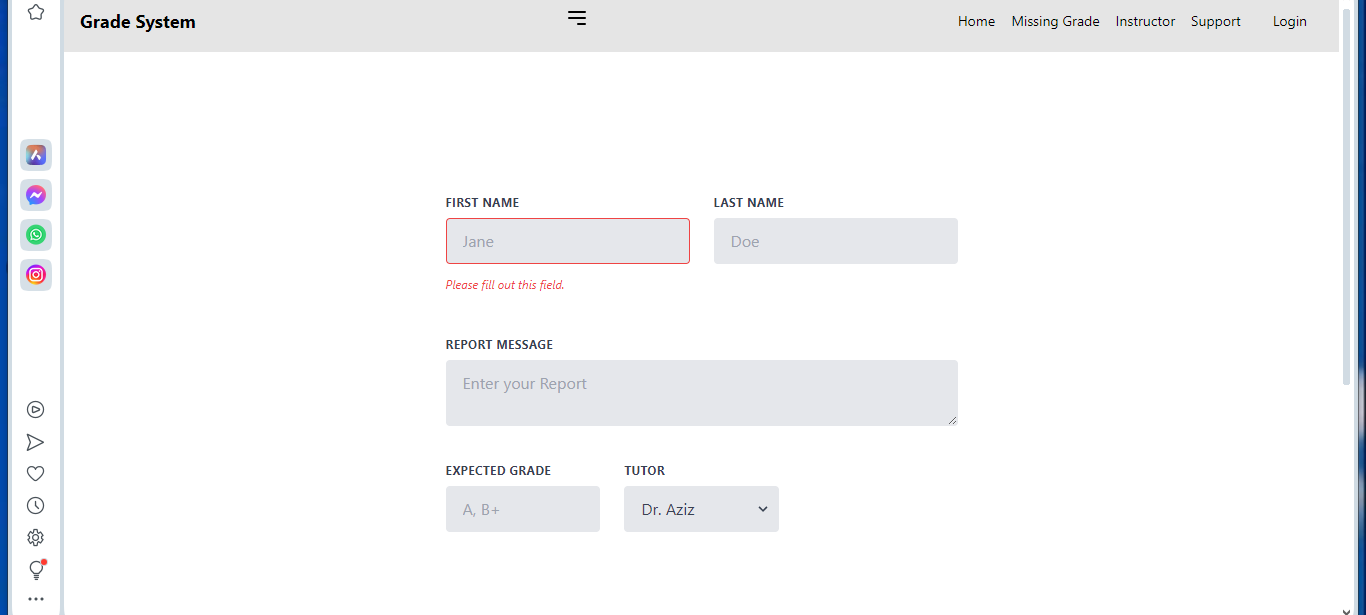 Grade System
Home Missing Grade Instructor Support Login
FIRST NAME LAST NAME
Jane Doe
Please fill out this field.
REPORT MESSAGE
Enter your Report
EXPECTED GRADE TUTOR
A, B+ Dr. Aziz